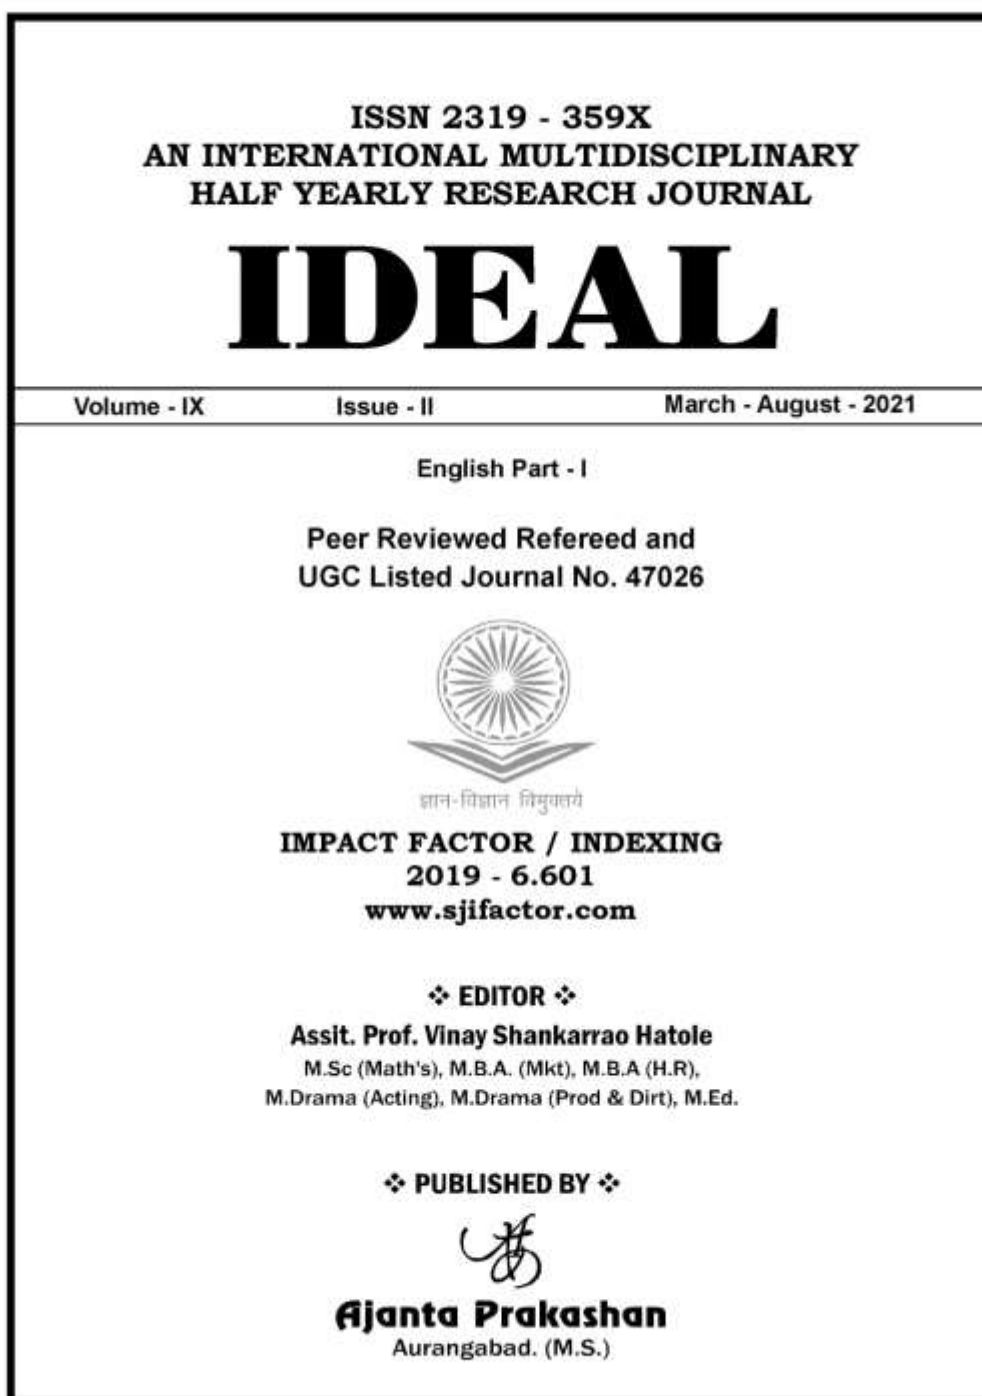 ISSN 2319 - 359X
AN INTERNATIONAL MULTIDISCIPLINARY
HALF YEARLY RESEARCH JOURNAL
IDEAL
Volume - IX Issue - II March - August - 2021
English Part - I
Peer Reviewed Refereed and
UGC Listed Journal No. 47026
ज्ञान-विज्ञान विमुक्तये
IMPACT FACTOR / INDEXING
2019 - 6.601
www.sjifactor.com
❖ EDITOR ❖
Assit. Prof. Vinay Shankarrao Hatole
M.Sc (Math's), M.B.A. (Mkt), M.B.A (H.R),
M.Drama (Acting), M.Drama (Prod & Dirt), M.Ed.
❖ PUBLISHED BY ❖
Ajanta Prakashan
Aurangabad. (M.S.)